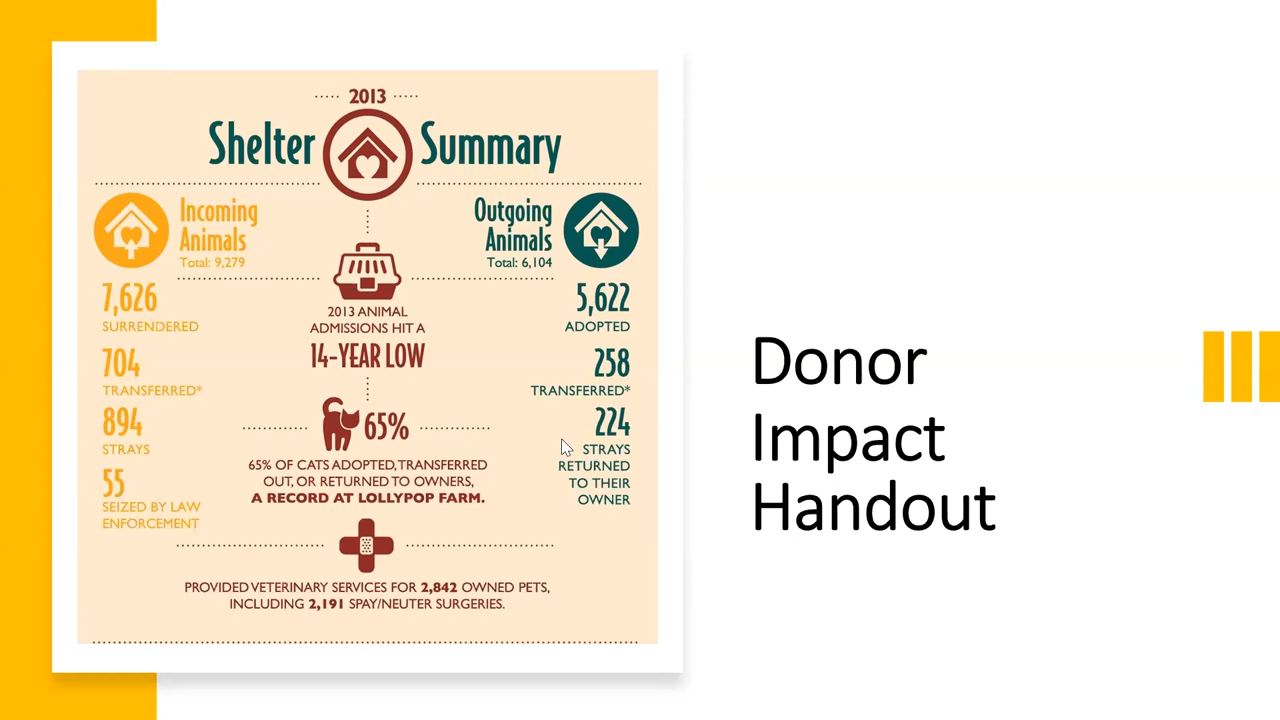 2013
Shelter Summary
Incoming
Animals
Total: 9,279
7,626
SURRENDERED
704
TRANSFERRED*
894
STRAYS
55
SEIZED BY LAW
ENFORCEMENT
2013 ANIMAL
ADMISSIONS HIT A
14-YEAR LOW
65%
65% OF CATS ADOPTED, TRANSFERRED
OUT, OR RETURNED TO OWNERS,
A RECORD AT LOLLYPOP FARM.
Outgoing
Animals
Total: 6,104
5,622
ADOPTED
258
TRANSFERRED*
224
STRAYS
RETURNED
TO THEIR
OWNER
PROVIDED VETERINARY SERVICES FOR 2,842 OWNED PETS,
INCLUDING 2,191 SPAY/NEUTER SURGERIES.
Donor
Impact
Handout